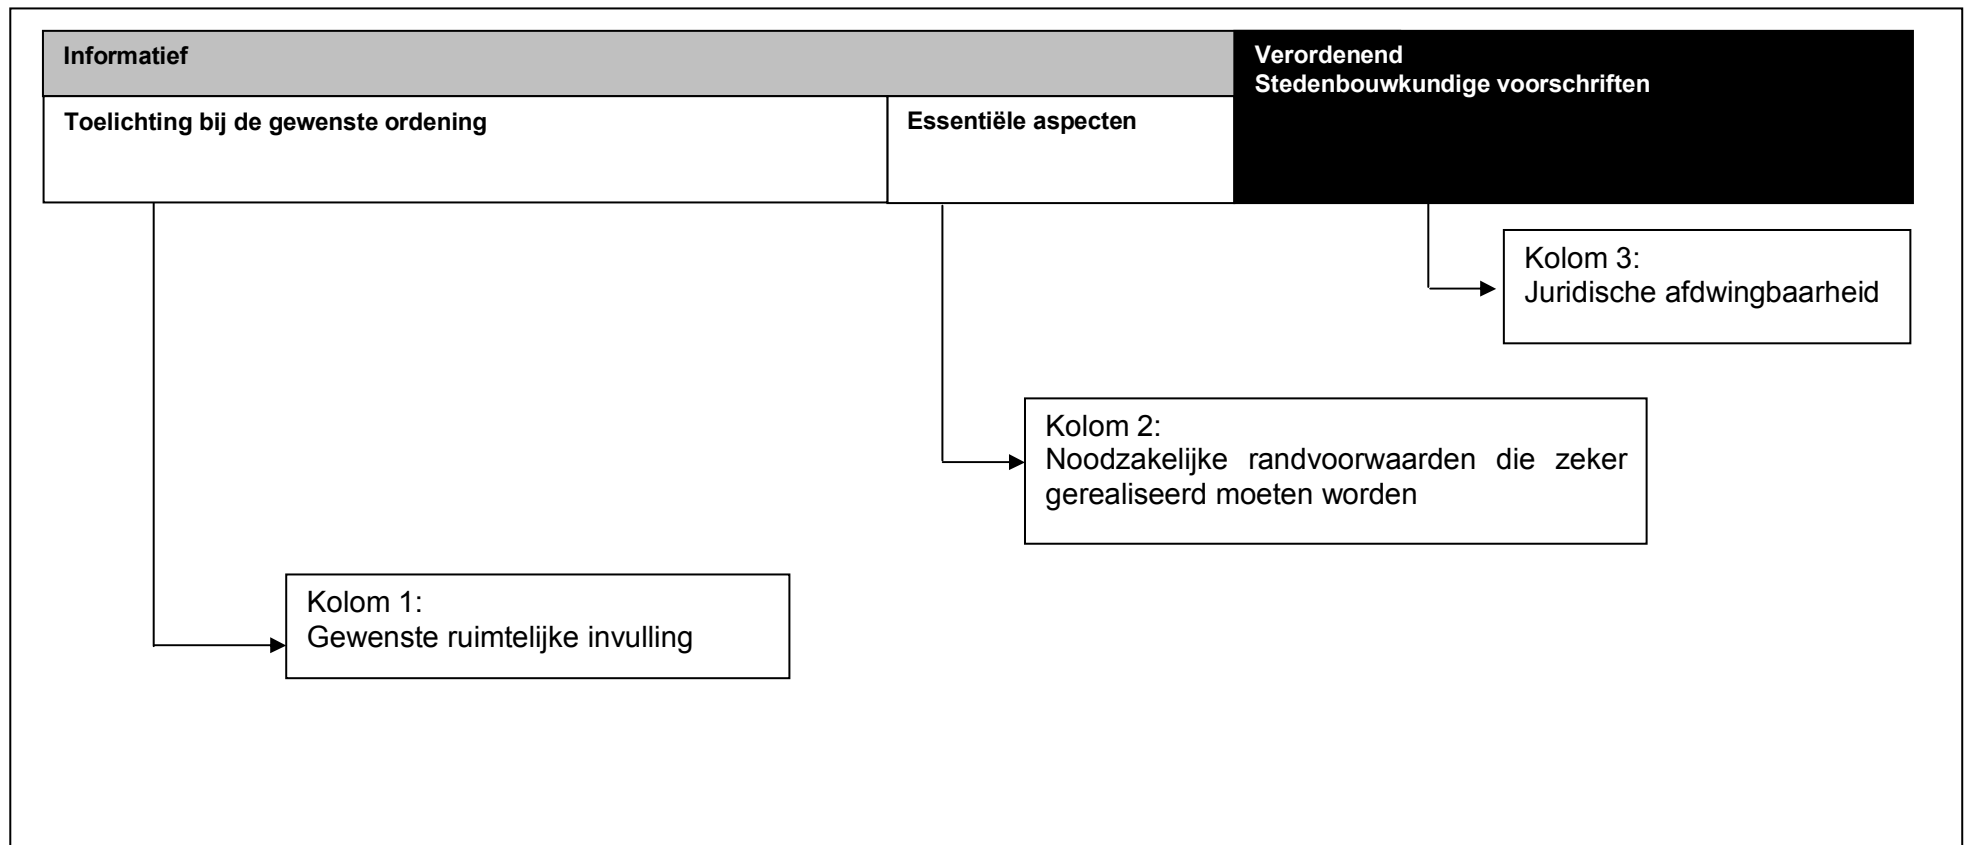 Informatief
Verordenend
Stedenbouwkundige voorschriften
Toelichting bij de gewenste ordening
Essentiële aspecten
Kolom 3:
Juridische afdwingbaarheid
Kolom 2:
Noodzakelijke randvoorwaarden die zeker
gerealiseerd moeten worden
Kolom 1:
Gewenste ruimtelijke invulling